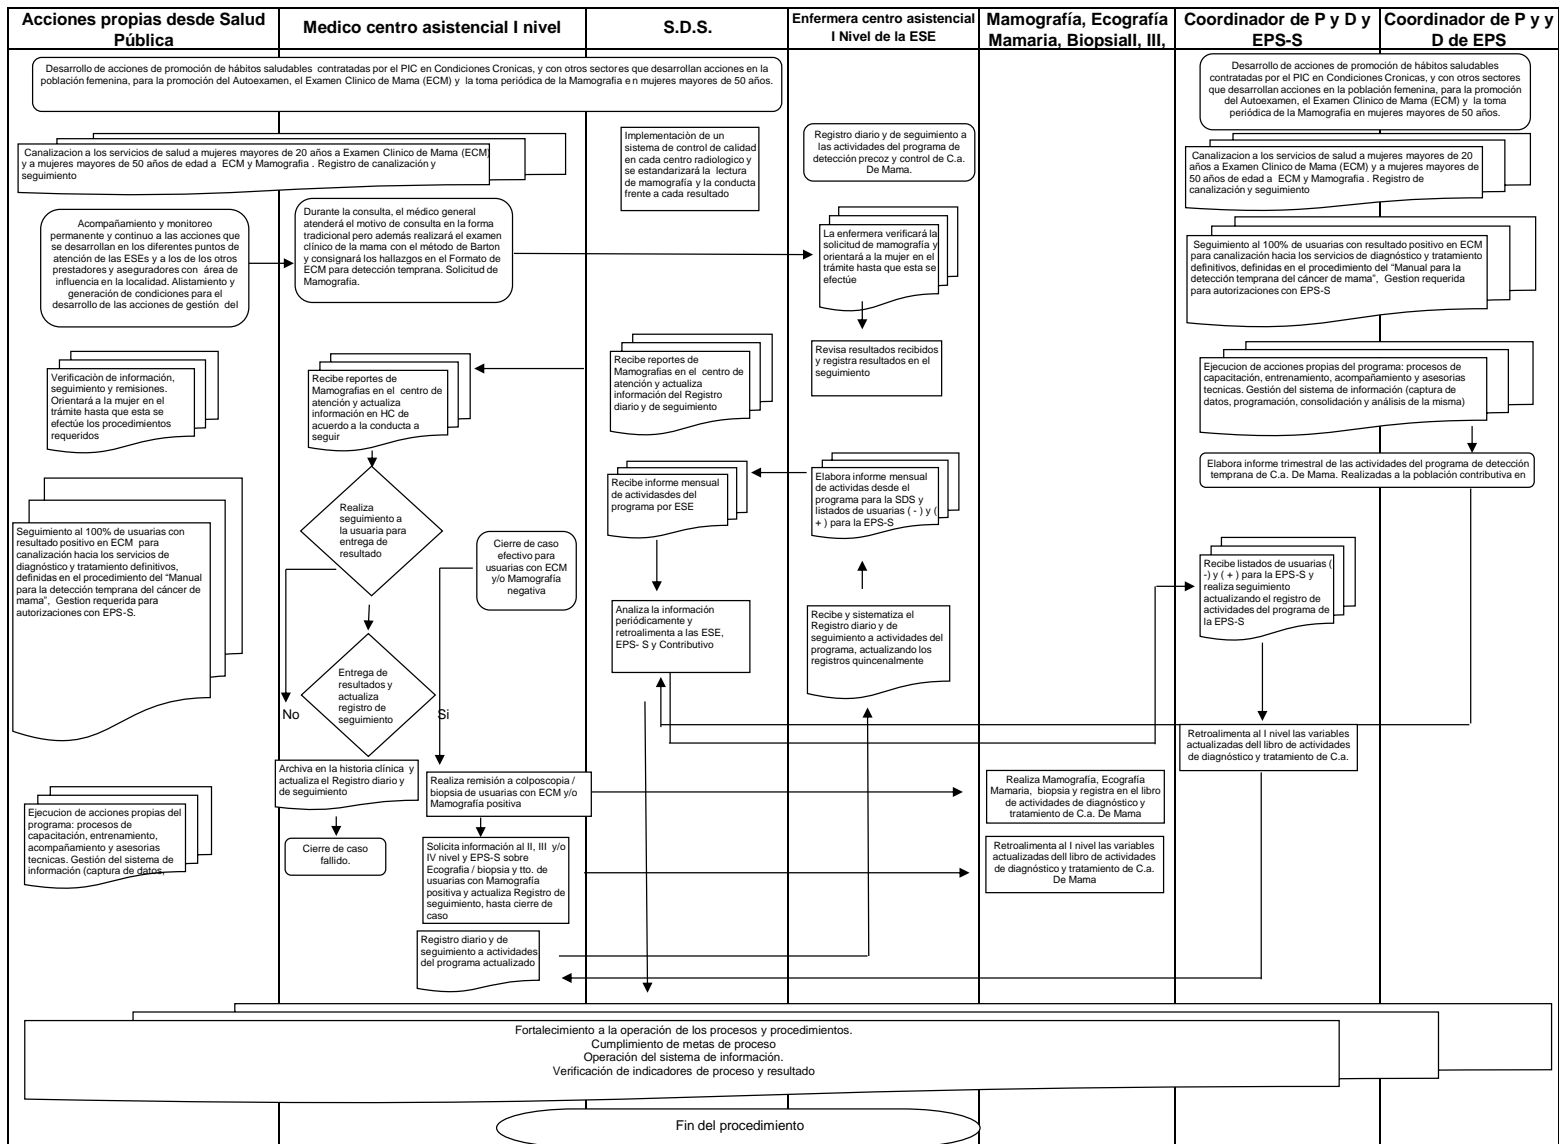 Acciones propias desde Salud
Pública
Medico centro asistencial I nivel
S.D.S.
Enfermera centro asistencial
I Nivel de la ESE
Mamografía, Ecografía
Mamaria, BiopsiaII, III,
Coordinador de P y D y
EPS-S
Coordinador de P y y
D de EPS
Desarrollo de acciones de promoción de hábitos saludables contratadas por el PIC en Condiciones Cronicas, y con otros sectores que desarrollan acciones en la
población femenina, para la promoción del Autoexamen, el Examen Clinico de Mama (ECM) y la toma periódica de la Mamografia en mujeres mayores de 50 años.
Desarrollo de acciones de promoción de hábitos saludables
contratadas por el PIC en Condiciones Cronicas, y con otros sectores
que desarrollan acciones en la población femenina, para la promoción
del Autoexamen, el Examen Clinico de Mama (ECM) y la toma
periódica de la Mamografia en mujeres mayores de 50 años.
Canalizacion a los servicios de salud a mujeres mayores de 20 años a Examen Clinico de Mama (ECM)
y a mujeres mayores de 50 años de edad a ECM y Mamografia . Registro de canalización y
seguimiento
Implementaciòn de un
sistema de control de calidad
en cada centro radiologico y
se estandarizará la lectura
de mamografía y la conducta
frente a cada resultado
Registro diario y de seguimiento a
las actividades del programa de
detección precoz y control de C.a.
De Mama.
Canalizacion a los servicios de salud a mujeres mayores de 20
años a Examen Clinico de Mama (ECM) y a mujeres mayores de
50 años de edad a ECM y Mamografia . Registro de
canalización y seguimiento
Acompañamiento y monitoreo
permanente y continuo a las acciones que
se desarrollan en los diferentes puntos de
atención de las ESEs y a los de los otros
prestadores y aseguradores con área de
influencia en la localidad. Alistamiento y
generación de condiciones para el
desarrollo de las acciones de gestión del
Durante la consulta, el médico general
atenderá el motivo de consulta en la forma
tradicional pero además realizará el examen
clínico de la mama con el método de Barton
y consignará los hallazgos en el Formato de
ECM para detección temprana. Solicitud de
Mamografia.
La enfermera verificará la
solicitud de mamografía y
orientará a la mujer en el
trámite hasta que esta se
efectúe
Seguimiento al 100% de usuarias con resultado positivo en ECM
para canalización hacia los servicios de diagnóstico y tratamiento
definitivos, definidas en el procedimiento del “Manual para la
detección temprana del cáncer de mama”, Gestion requerida
para autorizaciones con EPS-S
Verificaciòn de información,
seguimiento y remisiones.
Orientará a la mujer en el
trámite hasta que esta se
efectúe los procedimientos
requeridos
Recibe reportes de
Mamografias en el centro de
atención y actualiza
información en HC de
acuerdo a la conducta a
seguir
Recibe reportes de
Mamografias en el centro de
atención y actualiza
información del Registro
diario y de seguimiento
Revisa resultados recibidos
y registra resultados en el
seguimiento
Ejecucion de acciones propias del programa: procesos de
capacitación, entrenamiento, acompañamiento y asesorias
tecnicas. Gestión del sistema de información (captura de
datos, programación, consolidación y análisis de la misma)
Elabora informe trimestral de las actividades del programa de detección
temprana de C.a. De Mama. Realizadas a la población contributiva en
Seguimiento al 100% de usuarias con
resultado positivo en ECM para
canalización hacia los servicios de
diagnóstico y tratamiento definitivos,
definidas en el procedimiento del “Manual
para la detección temprana del cáncer de
mama”, Gestion requerida para
autorizaciones con EPS-S.
Realiza
seguimiento a
la usuaria para
entrega de
resultado
Cierre de caso
efectivo para
usuarias con ECM
y/o Mamografía
negativa
Recibe informe mensual
de actividasdes del
programa por ESE
Elabora informe mensual
de actividas desde el
programa para la SDS y
listados de usuarias ( - ) y (
+ ) para la EPS-S
Recibe listados de usuarias (
-) y ( + ) para la EPS-S y
realiza seguimiento
actualizando el registro de
actividades del programa de
la EPS-S
Analiza la información
periódicamente y
retroalimenta a las ESE,
EPS- S y Contributivo
Recibe y sistematiza el
Registro diario y de
seguimiento a actividades del
programa, actualizando los
registros quincenalmente
Entrega de
resultados y
actualiza
registro de
seguimiento
No
Si
Retroalimenta al I nivel las variables
actualizadas dell libro de actividades
de diagnóstico y tratamiento de C.a.
Archiva en la historia clínica y
actualiza el Registro diario y
de seguimiento
Realiza remisión a colposcopia /
biopsia de usuarias con ECM y/o
Mamografía positiva
Realiza Mamografía, Ecografía
Mamaria, biopsia y registra en el libro
de actividades de diagnóstico y
tratamiento de C.a. De Mama
Ejecucion de acciones propias del
programa: procesos de
capacitación, entrenamiento,
acompañamiento y asesorias
tecnicas. Gestión del sistema de
información (captura de datos,
Cierre de caso
fallido.
Solicita información al II, III y/o
IV nivel y EPS-S sobre
Ecografia / biopsia y tto. de
usuarias con Mamografía
positiva y actualiza Registro de
seguimiento, hasta cierre de
caso
Retroalimenta al I nivel las variables
actualizadas dell libro de actividades
de diagnóstico y tratamiento de C.a.
De Mama
Registro diario y de
seguimiento a actividades
del programa actualizado
Fortalecimiento a la operación de los procesos y procedimientos.
Cumplimiento de metas de proceso
Operación del sistema de información.
Verificación de indicadores de proceso y resultado
Fin del procedimiento